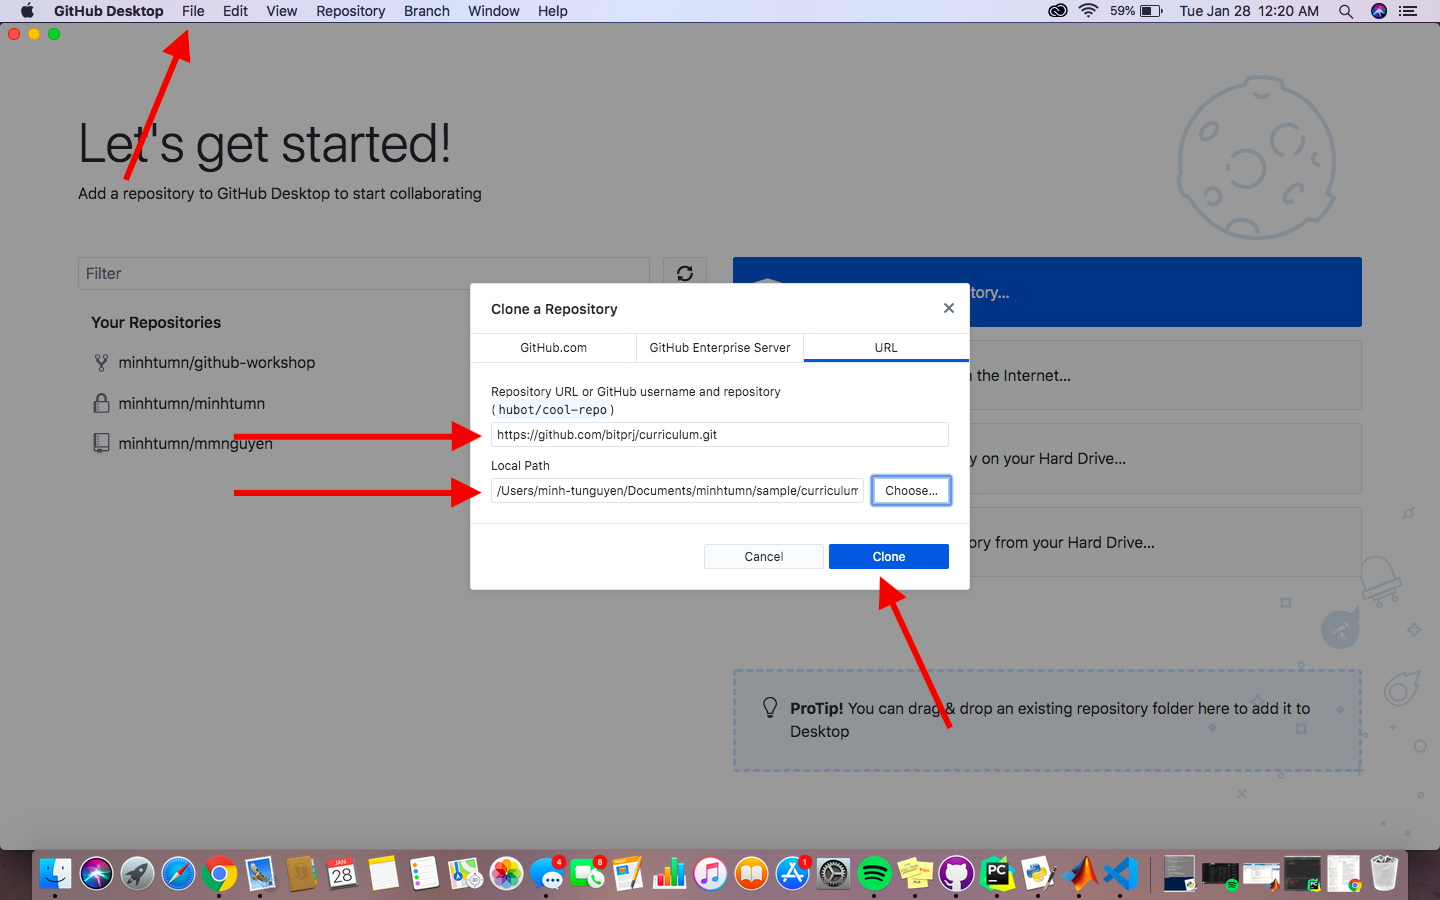 GitHub Desktop File Edit View Repository Branch Window Help 59% Tue Jan 28 12:20 AM
Let's get started!
Add a repository to GitHub Desktop to start collaborating
Filter
Your Repositories
minhtumn/github-workshop
minhtumn/minhtumn
minhtumn/mmnguyen
Clone a Repository
GitHub.com GitHub Enterprise Server URL
Repository URL or GitHub username and repository
(hubot/cool-repo)
https://github.com/bitprj/curriculum.git
Local Path
/Users/minh-tunguyen/Documents/minhtumn/sample/curriculum
Choose...
Cancel Clone
tory...
the Internet...
y on your Hard Drive...
ory from your Hard Drive...
ProTip! You can drag & drop an existing repository folder here to add it to
Desktop
JAN
28
4
6
1
PC